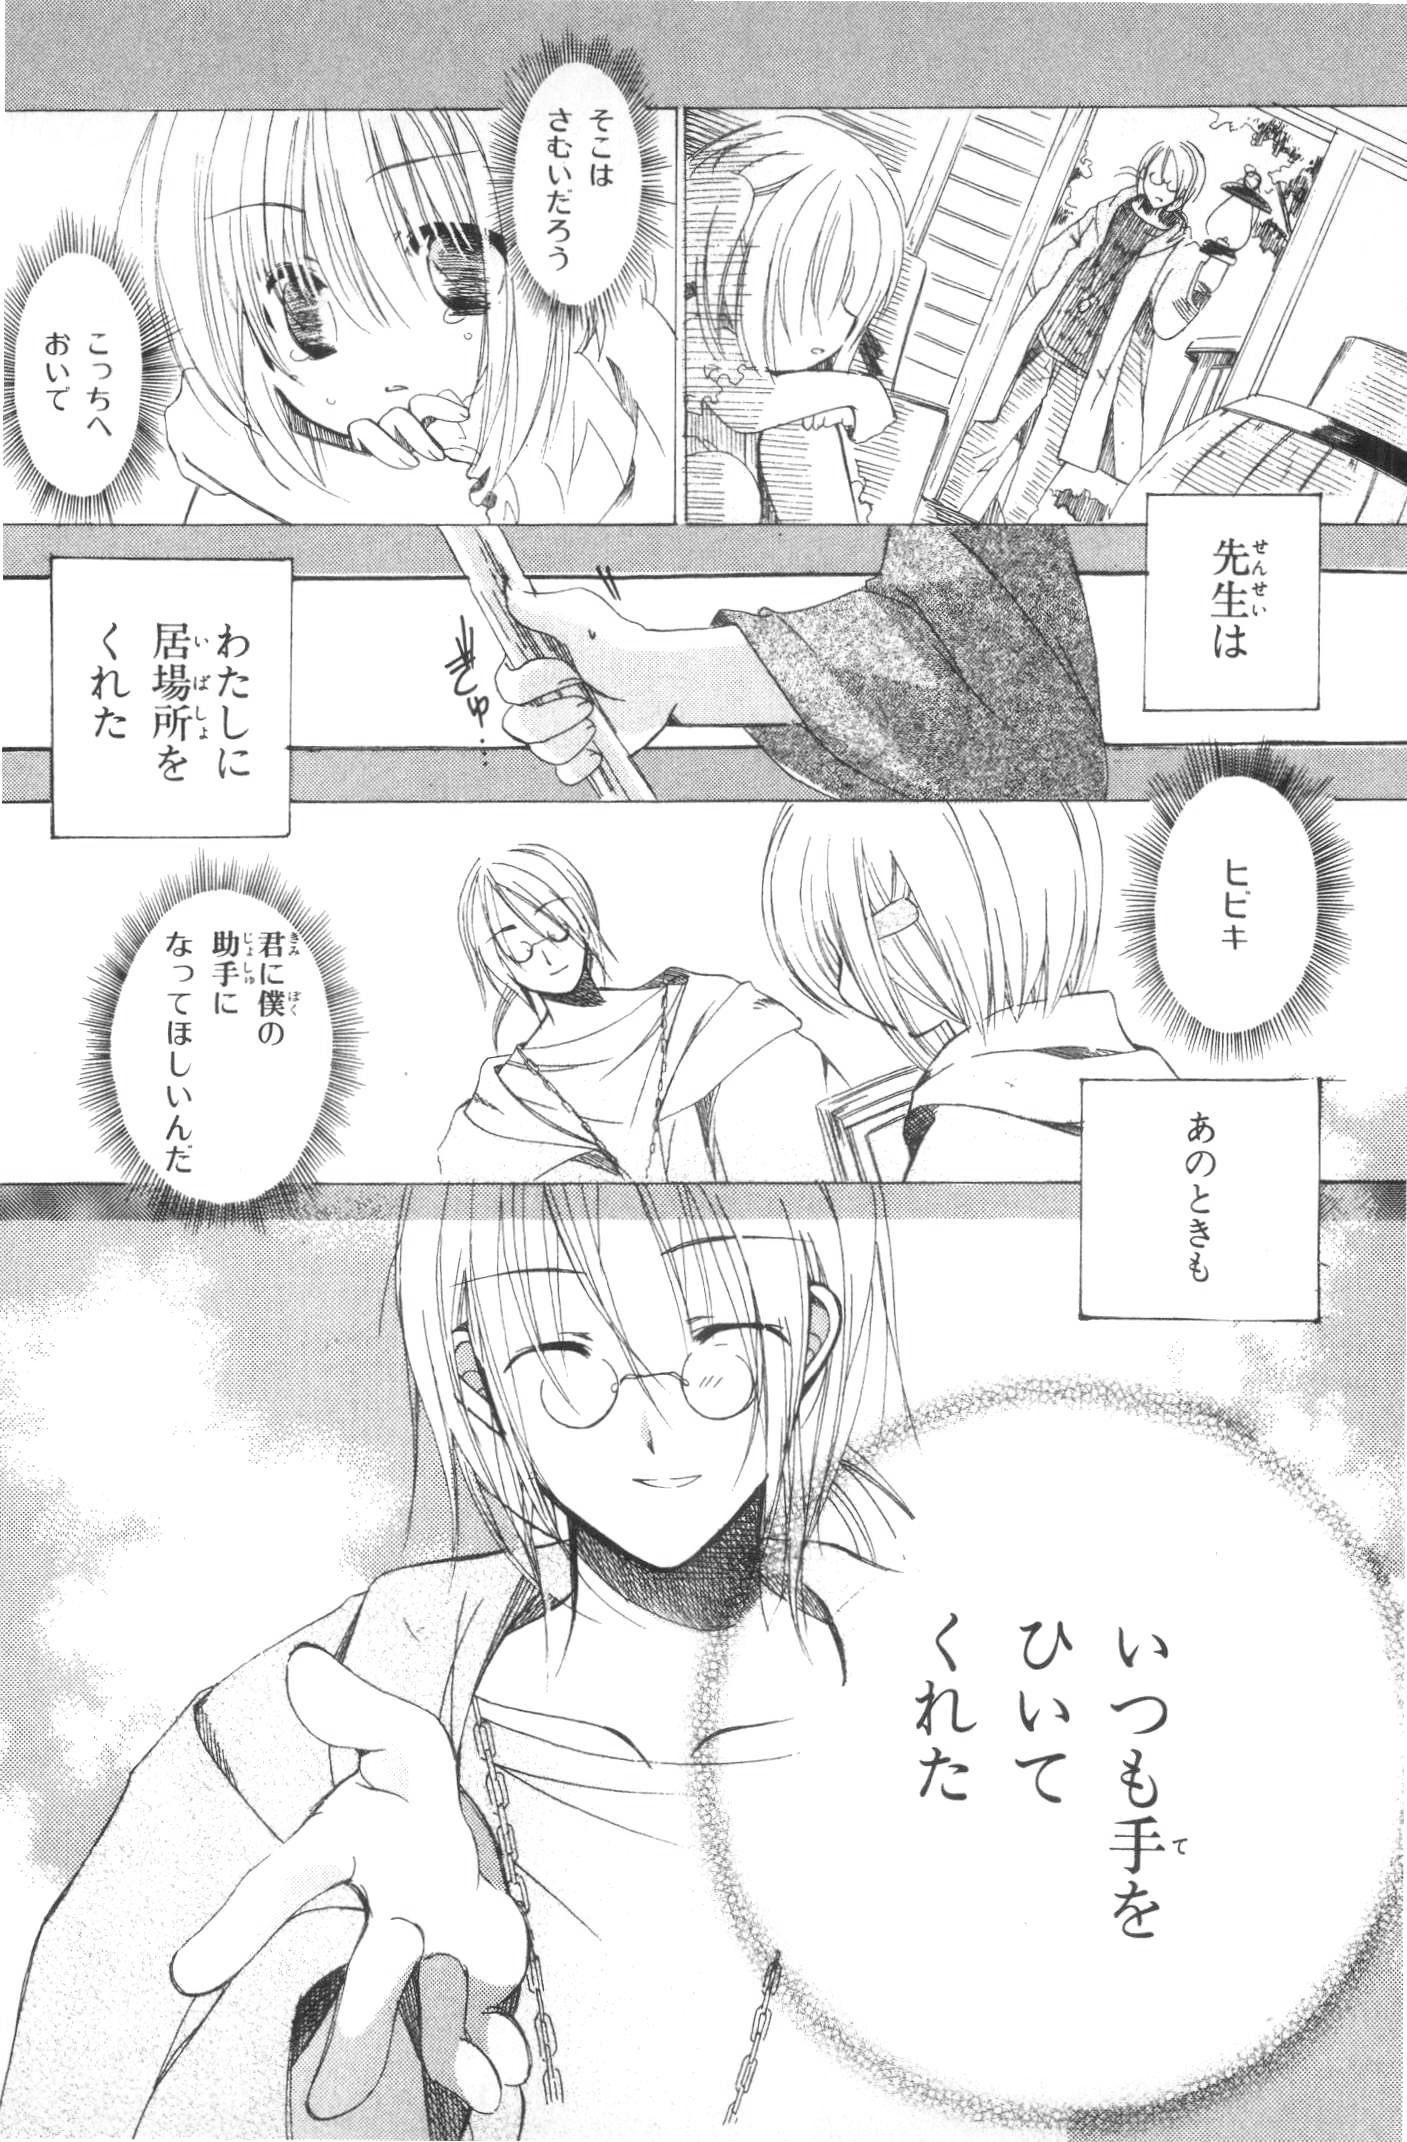 そこは
さむいだろう
こっちへ
おいで
先生は
わたしに
居場所を
くれた
ぎゅ…
ヒビキ
君に僕の
助手に
なってほしいんだ
あのときも
いつも手を
ひいて
くれた